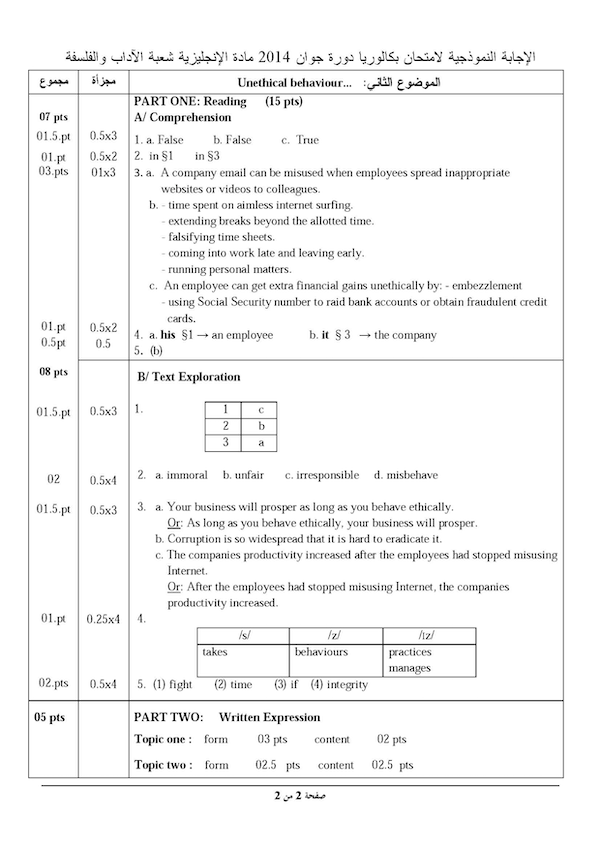 الإجابة النموذجية لامتحان بكالوريا دورة جوان 2014 مادة الإنجليزية شعبة الآداب والفلسفة
مجموع مجزأة الموضوع الثاني: Unethical behaviour...
PART ONE: Reading (15 pts)
07 pts A/ Comprehension
01.5.pt 0.5x3 1. a. False b. False c. True
01.pt 0.5x2 2. in §1 in §3
03.pts 01x3 3. a. A company email can be misused when employees spread inappropriate
websites or videos to colleagues.
b. - time spent on aimless internet surfing.
- extending breaks beyond the allotted time.
- falsifying time sheets.
- coming into work late and leaving early.
- running personal matters.
c. An employee can get extra financial gains unethically by: - embezzlement
- using Social Security number to raid bank accounts or obtain fraudulent credit
cards.
01.pt 0.5x2 4. a. his §1 → an employee b. it § 3 → the company
0.5pt 0.5 5. (b)
08 pts B/ Text Exploration
01.5.pt 0.5x3 1. 1 c
2 b
3 a
02 0.5x4 2. a. immoral b. unfair c. irresponsible d. misbehave
01.5.pt 0.5x3 3. a. Your business will prosper as long as you behave ethically.
Or: As long as you behave ethically, your business will prosper.
b. Corruption is so widespread that it is hard to eradicate it.
c. The companies productivity increased after the employees had stopped misusing
Internet.
Or: After the employees had stopped misusing Internet, the companies
productivity increased.
01.pt 0.25x4 4.
/s/ /z/ /ɪz/
takes behaviours practices
manages
02.pts 0.5x4 5. (1) fight (2) time (3) if (4) integrity
05 pts PART TWO: Written Expression
Topic one : form 03 pts content 02 pts
Topic two : form 02.5 pts content 02.5 pts
صفحة 2 من 2